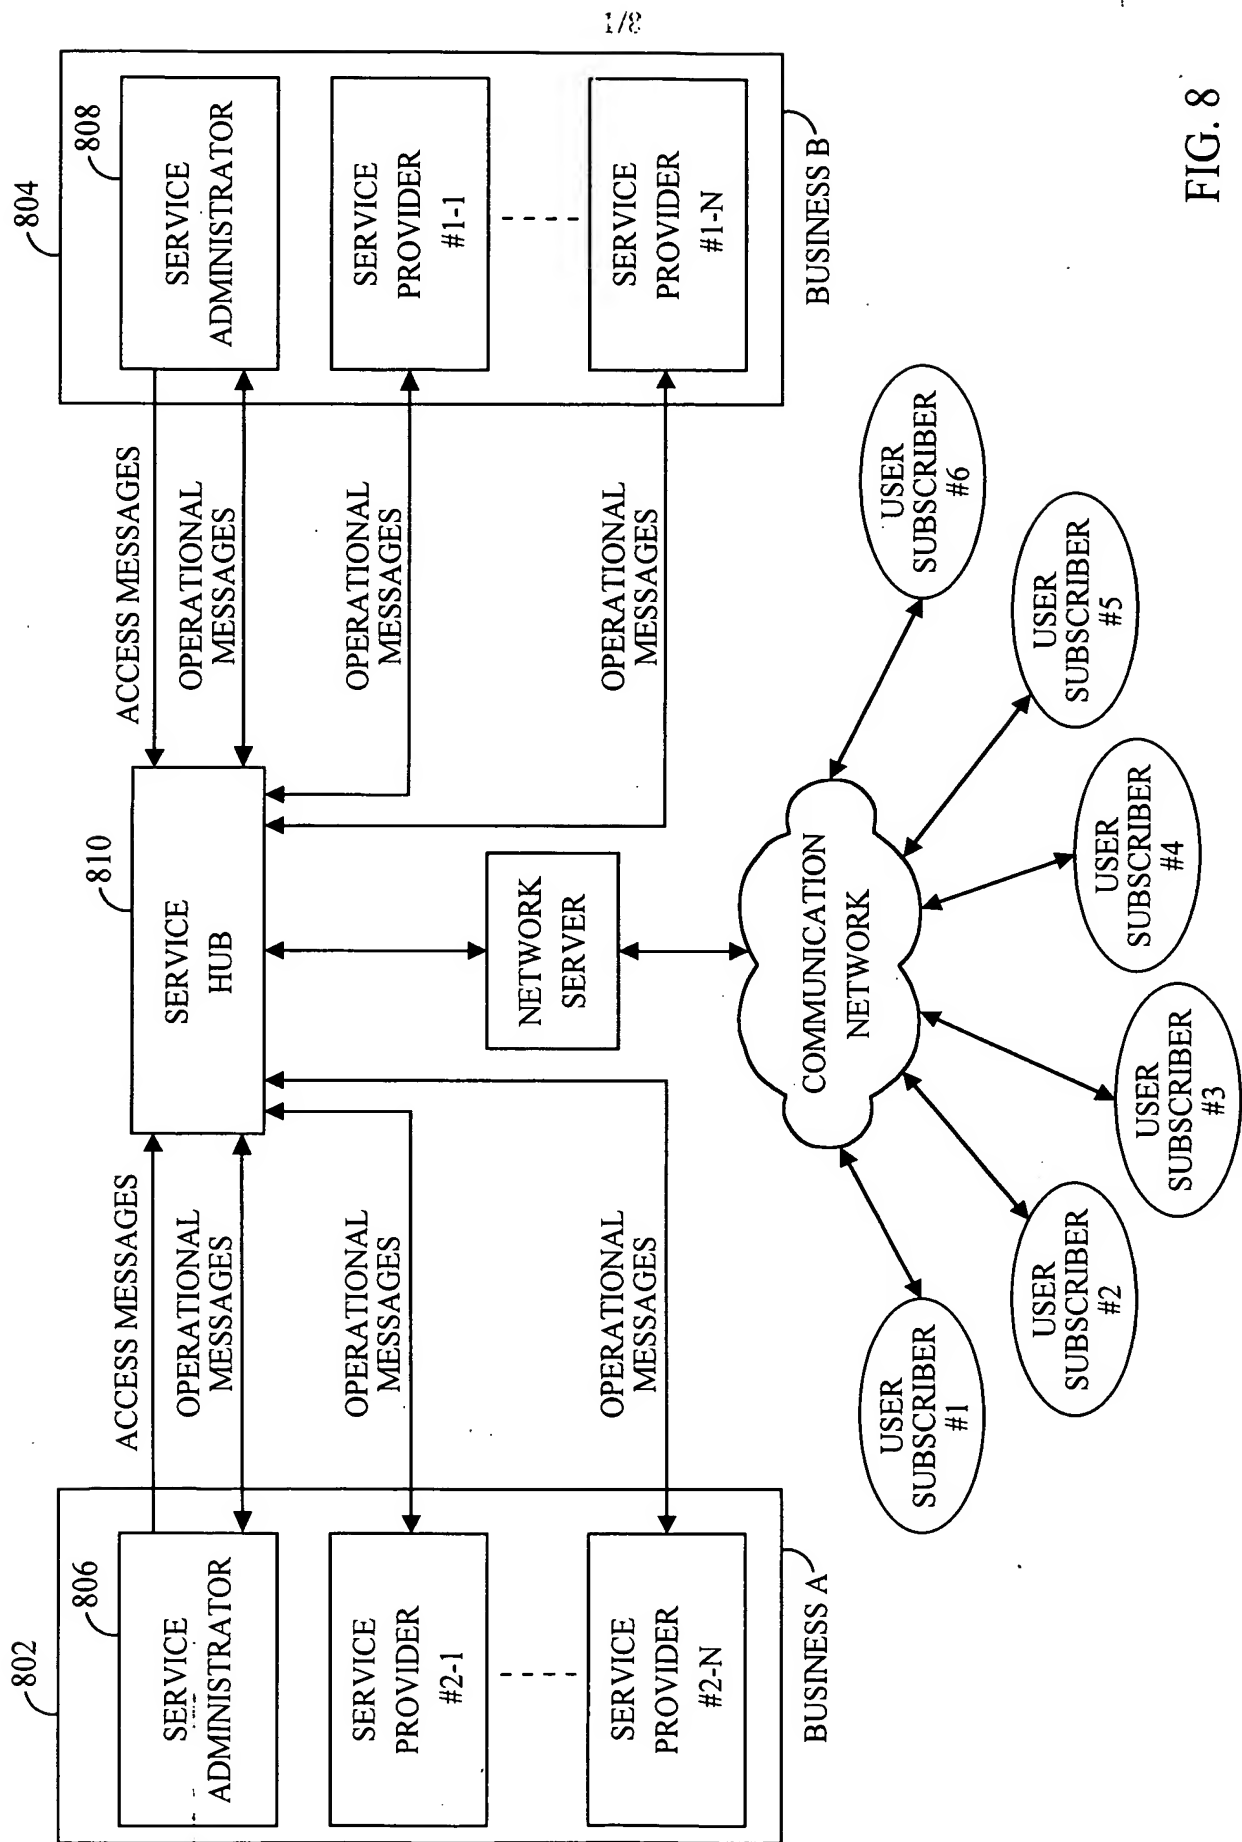 1/8
802
806
SERVICE
ADMINISTRATOR
SERVICE
PROVIDER
#2-1
SERVICE
PROVIDER
#2-N
BUSINESS A
ACCESS MESSAGES
OPERATIONAL
MESSAGES
OPERATIONAL
MESSAGES
OPERATIONAL
MESSAGES
810
SERVICE
HUB
NETWORK
SERVER
COMMUNICATION
NETWORK
ACCESS MESSAGES
OPERATIONAL
MESSAGES
OPERATIONAL
MESSAGES
OPERATIONAL
MESSAGES
804
808
SERVICE
ADMINISTRATOR
SERVICE
PROVIDER
#1-1
SERVICE
PROVIDER
#1-N
BUSINESS B
USER
SUBSCRIBER
#1
USER
SUBSCRIBER
#2
USER
SUBSCRIBER
#3
USER
SUBSCRIBER
#4
USER
SUBSCRIBER
#5
USER
SUBSCRIBER
#6
FIG. 8